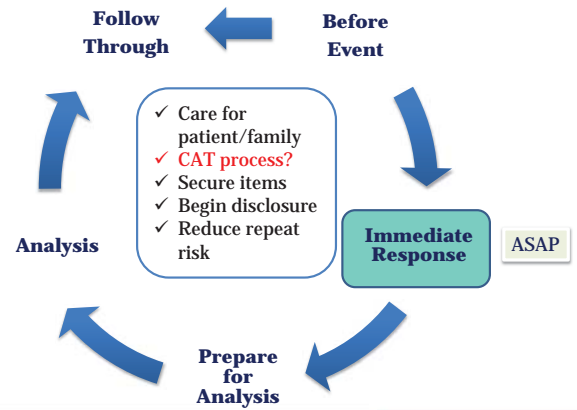 Follow
Through
Before
Event
✓ Care for
patient/family
✓ CAT process?
✓ Secure items
✓ Begin disclosure
✓ Reduce repeat
risk
Immediate
Response
ASAP
Analysis
Prepare
for
Analysis